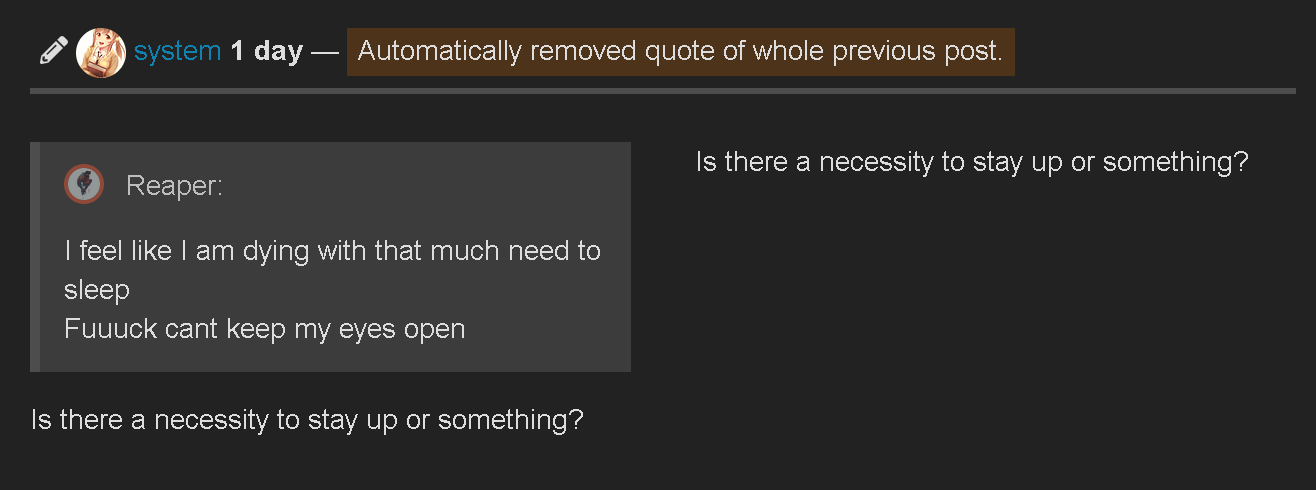 system 1 day — Automatically removed quote of whole previous post.
Reaper:
I feel like I am dying with that much need to
sleep
Fuuuck cant keep my eyes open
Is there a necessity to stay up or something?
Is there a necessity to stay up or something?